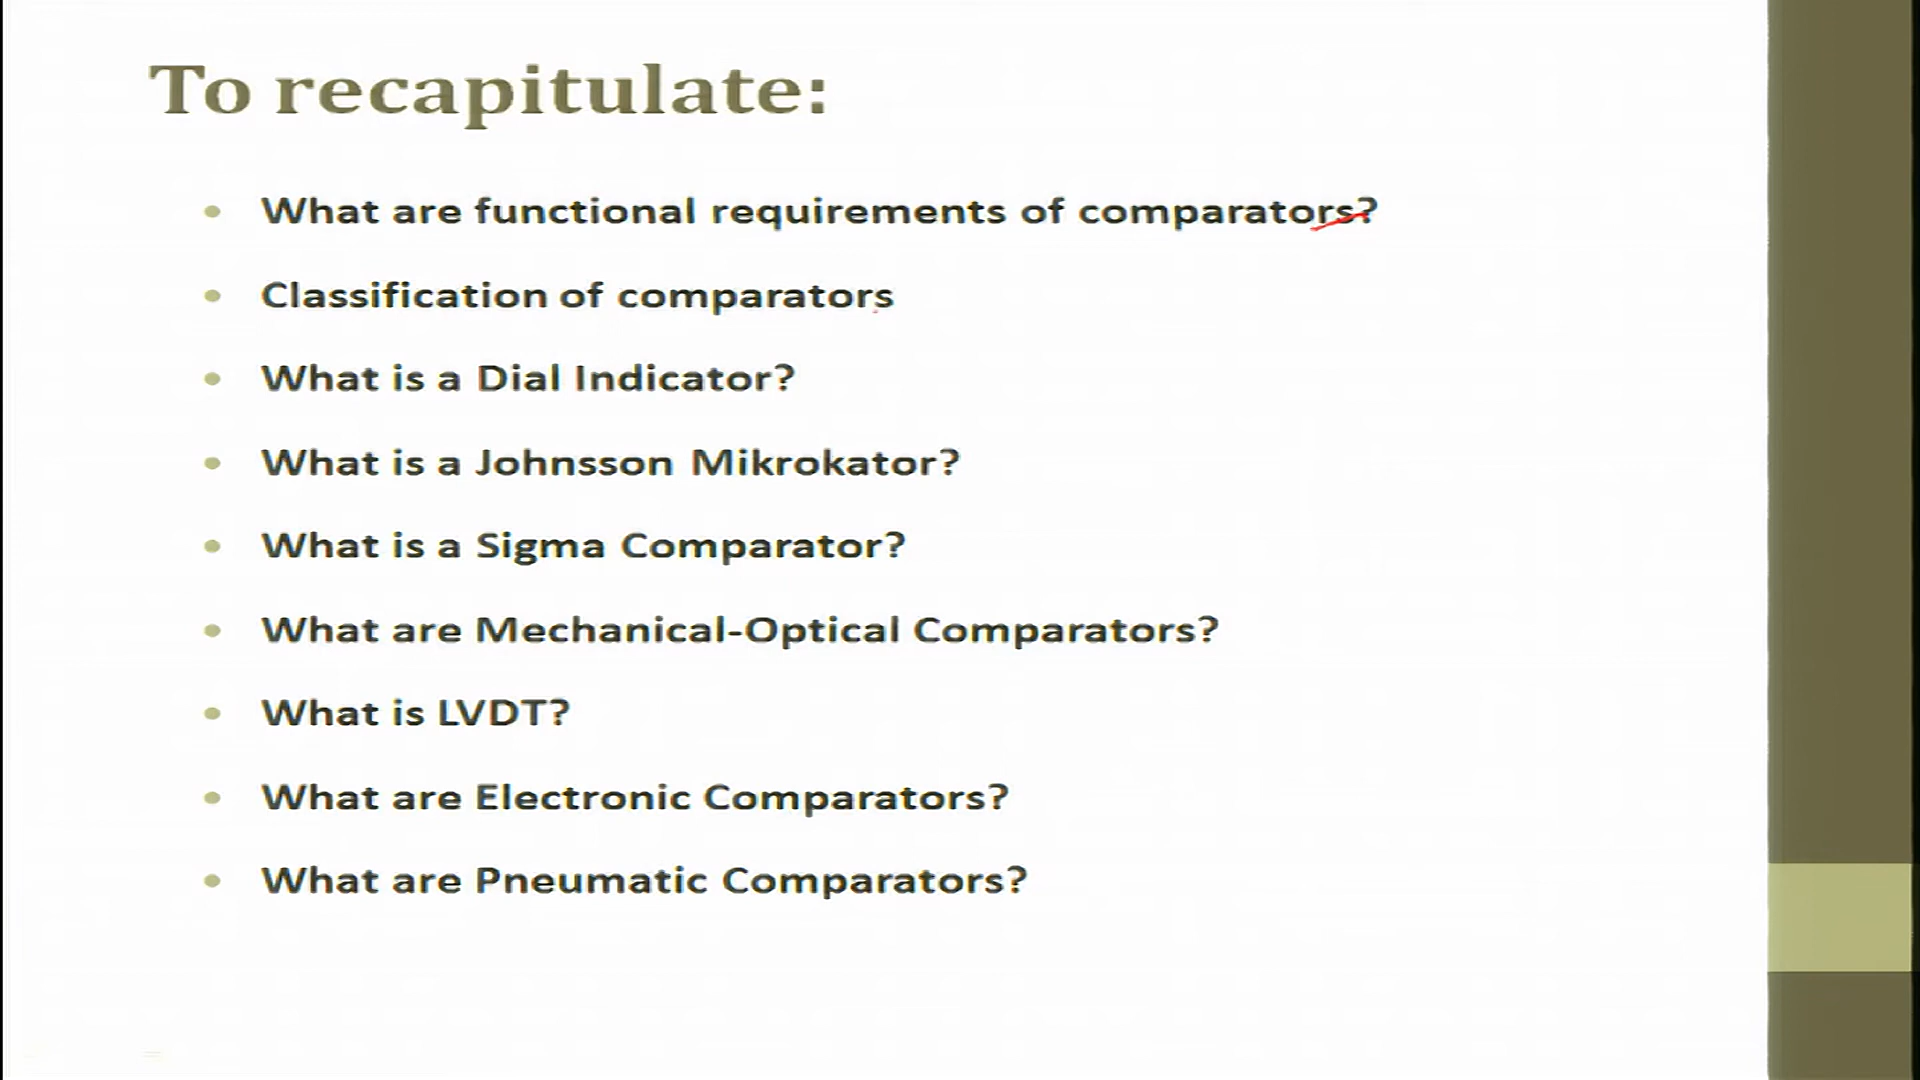 To recapitulate:
What are functional requirements of comparators?
Classification of comparators
What is a Dial Indicator?
What is a Johnsson Mikrokator?
What is a Sigma Comparator?
What are Mechanical-Optical Comparators?
What is LVDT?
What are Electronic Comparators?
What are Pneumatic Comparators?